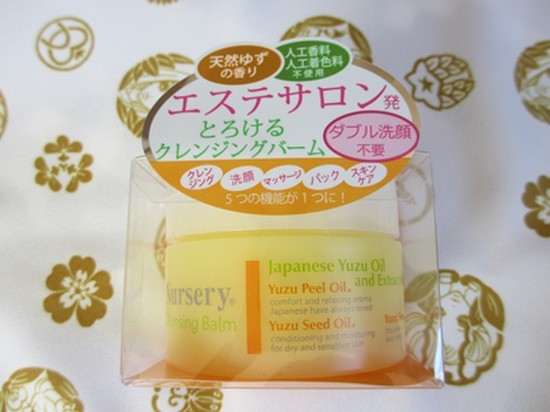 天然ゆず
の香り
人工香料
人工着色料
不使用
エステサロン発
とろける
クレンジングバーム
ダブル洗顔
不要
クレン
ジング
洗顔
マッサージ
パック
スキン
ケア
5つの機能が1つに！
Nursery®
Cleansing Balm
Japanese Yuzu Oil
and Extract
Yuzu Peel Oil
comfort and relaxing aroma
Japanese have always loved
Yuzu Seed Oil
conditioning and moisturing
for dry and sensitive skin
Yuzu